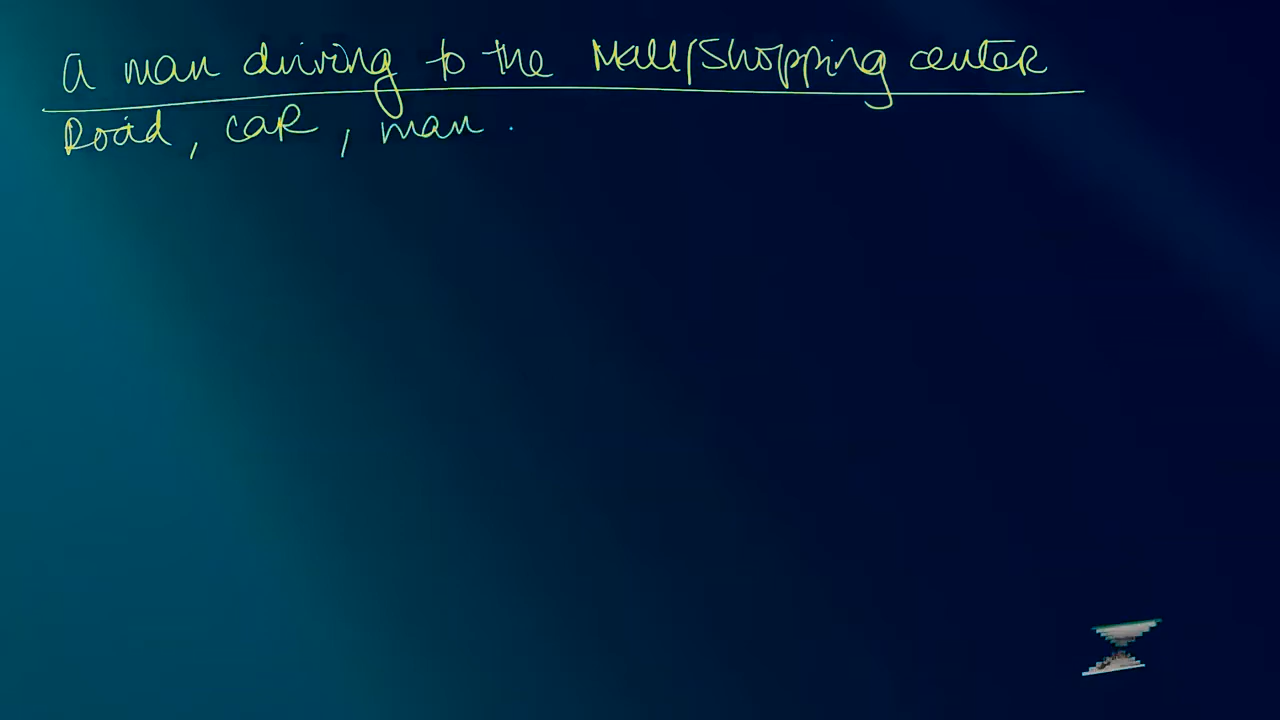 A man driving to the Mall/Shopping center
Road, car, man.